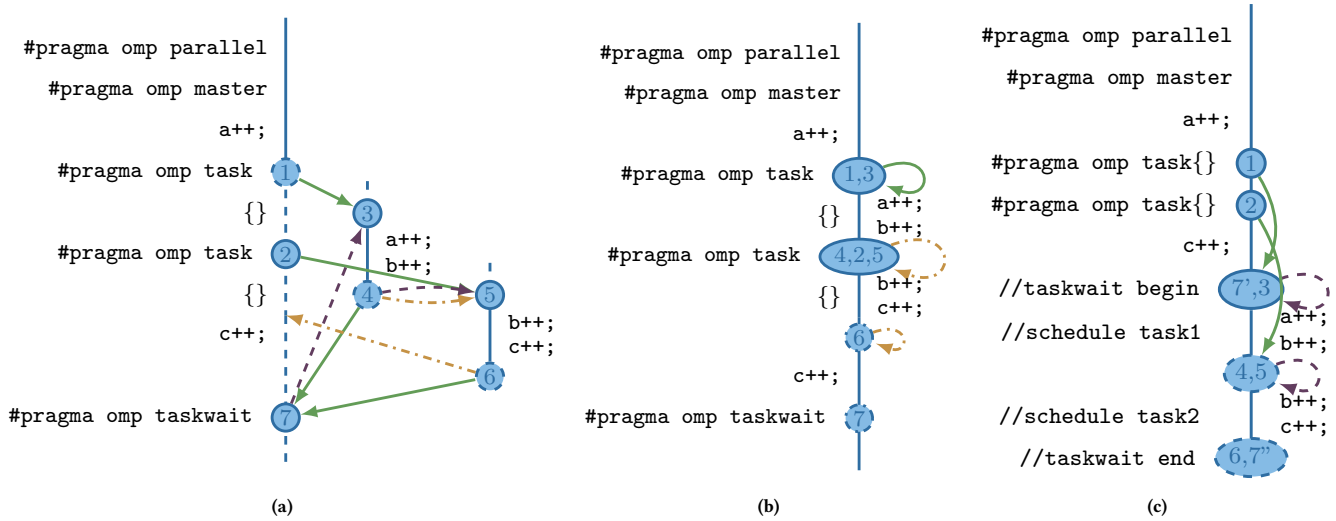 #pragma omp parallel
#pragma omp master
a++;
#pragma omp task
1
{}
3
a++;
b++;
#pragma omp task
2
{}
4
5
c++;
b++;
c++;
6
#pragma omp taskwait
7
(a)
#pragma omp parallel
#pragma omp master
a++;
#pragma omp task
1,3
{}
a++;
b++;
#pragma omp task
4,2,5
{}
b++;
c++;
6
c++;
#pragma omp taskwait
7
(b)
#pragma omp parallel
#pragma omp master
a++;
#pragma omp task{}
1
#pragma omp task{}
2
c++;
//taskwait begin
7',3
//schedule task1
a++;
b++;
4,5
//schedule task2
b++;
c++;
//taskwait end
6,7"
(c)